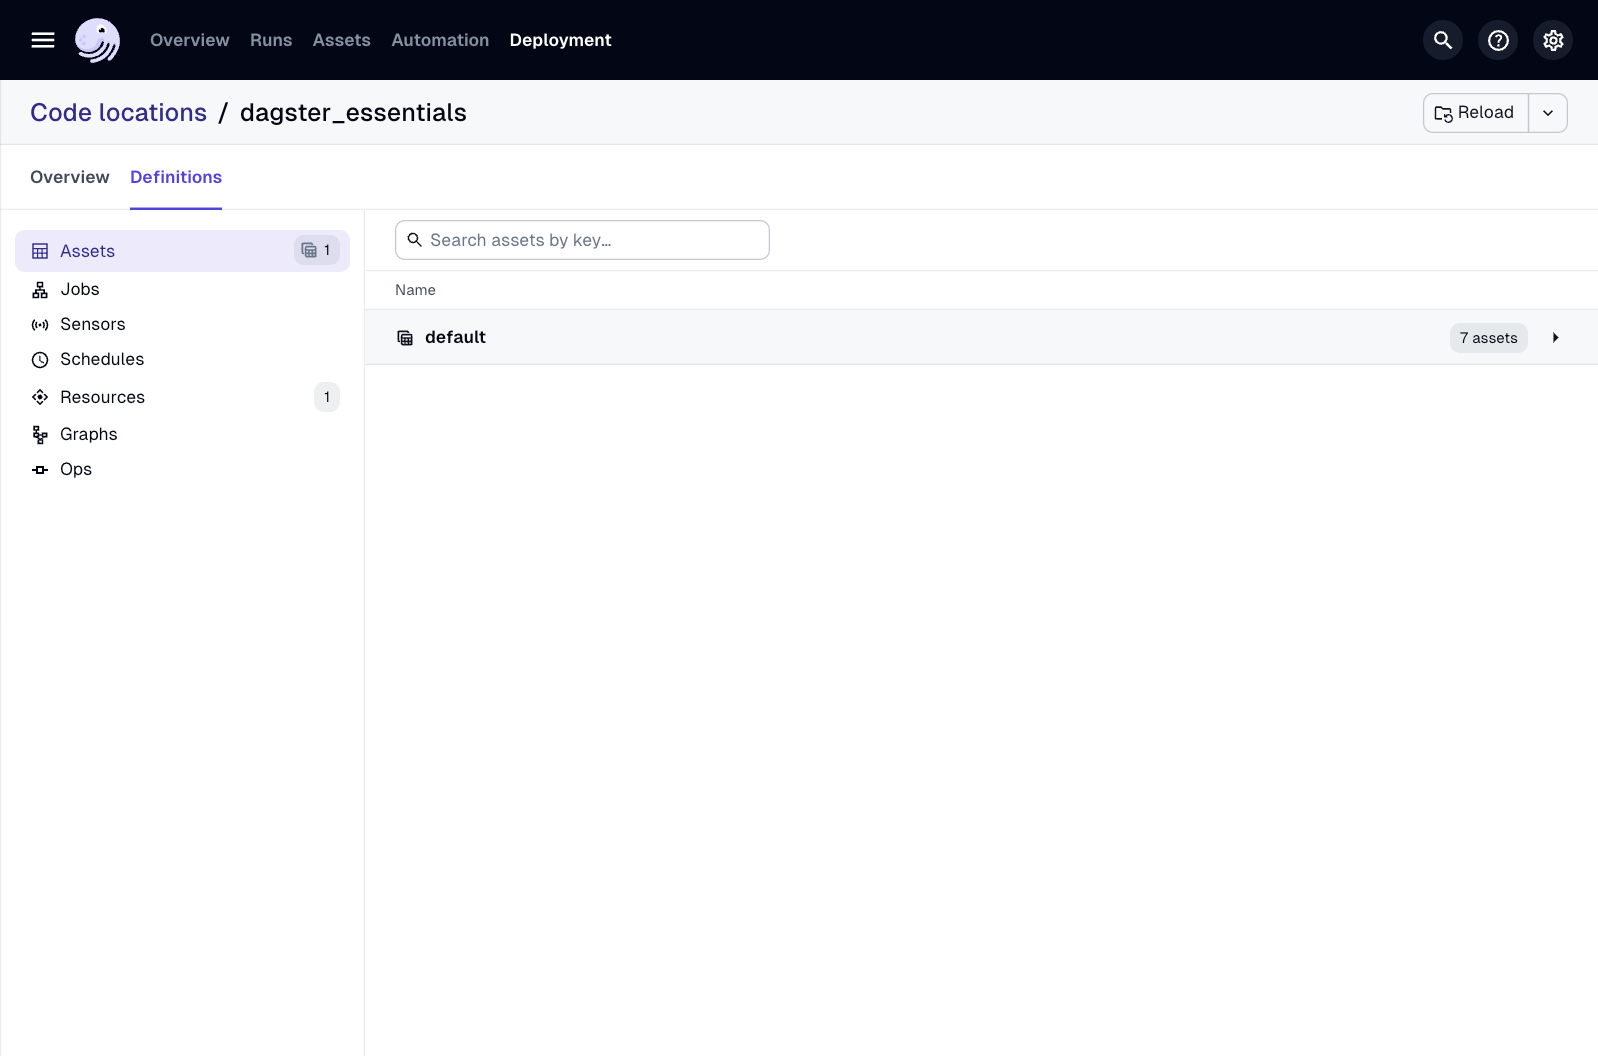 Overview Runs Assets Automation Deployment
Code locations / dagster_essentials
Reload
Overview Definitions
Assets 1
Jobs
Sensors
Schedules
Resources 1
Graphs
Ops
Search assets by key…
Name
default 7 assets